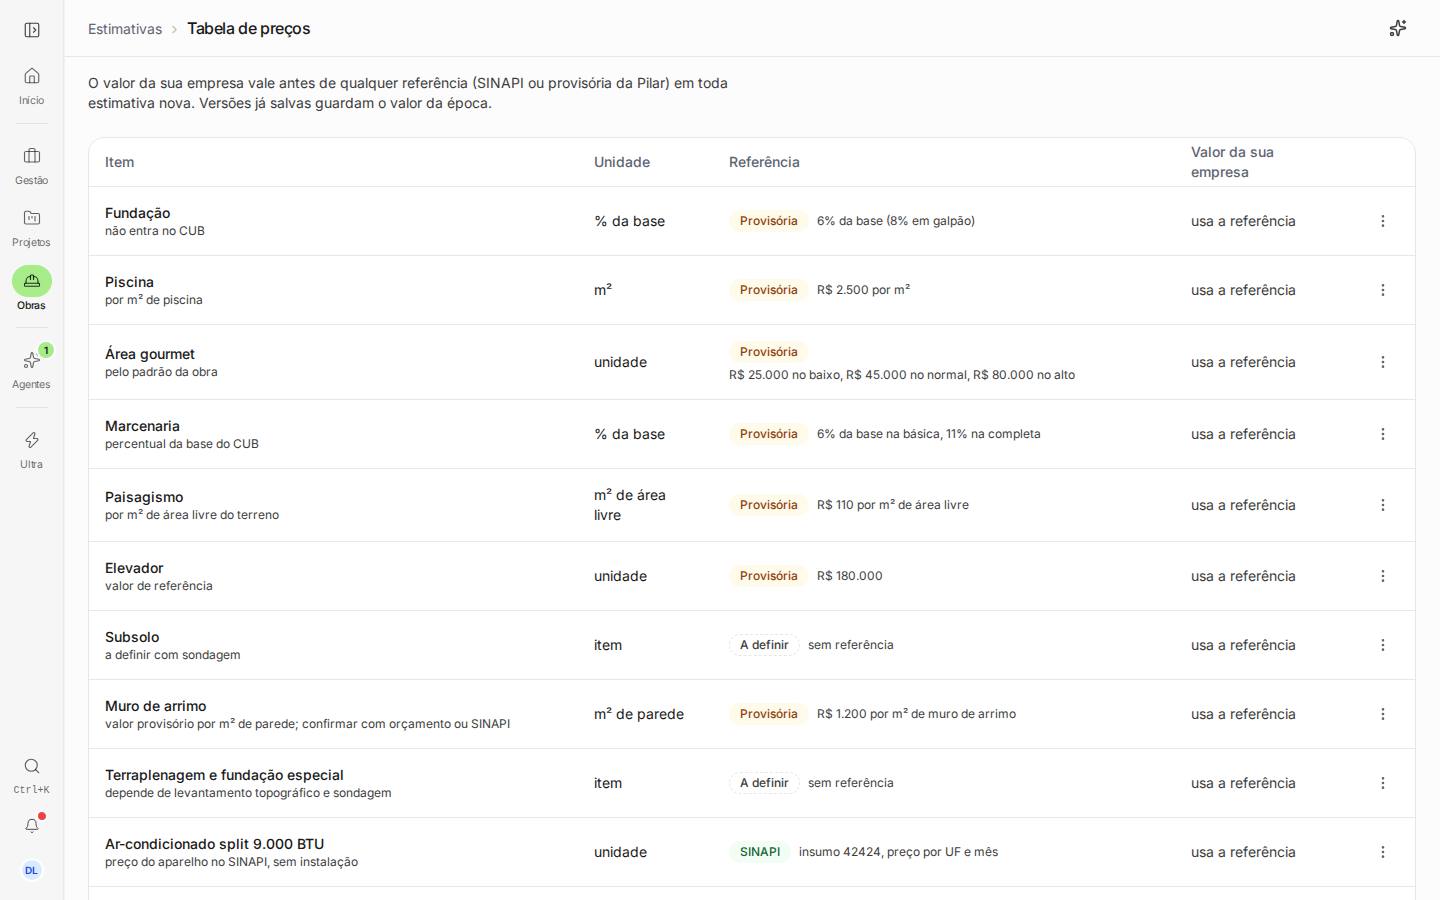 Estimativas
Tabela de preços
Início
Gestão
Projetos
Obras
1
Agentes
Ultra
Ctrl+K
DL
O valor da sua empresa vale antes de qualquer referência (SINAPI ou provisória da Pilar) em toda
estimativa nova. Versões já salvas guardam o valor da época.
Item
Unidade
Referência
Valor da sua
empresa
Fundação
não entra no CUB
% da base
Provisória
6% da base (8% em galpão)
usa a referência
Piscina
por m² de piscina
m²
Provisória
R$ 2.500 por m²
usa a referência
Área gourmet
pelo padrão da obra
unidade
Provisória
R$ 25.000 no baixo, R$ 45.000 no normal, R$ 80.000 no alto
usa a referência
Marcenaria
percentual da base do CUB
% da base
Provisória
6% da base na básica, 11% na completa
usa a referência
Paisagismo
por m² de área livre do terreno
m² de área
livre
Provisória
R$ 110 por m² de área livre
usa a referência
Elevador
valor de referência
unidade
Provisória
R$ 180.000
usa a referência
Subsolo
a definir com sondagem
item
A definir
sem referência
usa a referência
Muro de arrimo
valor provisório por m² de parede; confirmar com orçamento ou SINAPI
m² de parede
Provisória
R$ 1.200 por m² de muro de arrimo
usa a referência
Terraplenagem e fundação especial
depende de levantamento topográfico e sondagem
item
A definir
sem referência
usa a referência
Ar-condicionado split 9.000 BTU
preço do aparelho no SINAPI, sem instalação
unidade
SINAPI
insumo 42424, preço por UF e mês
usa a referência